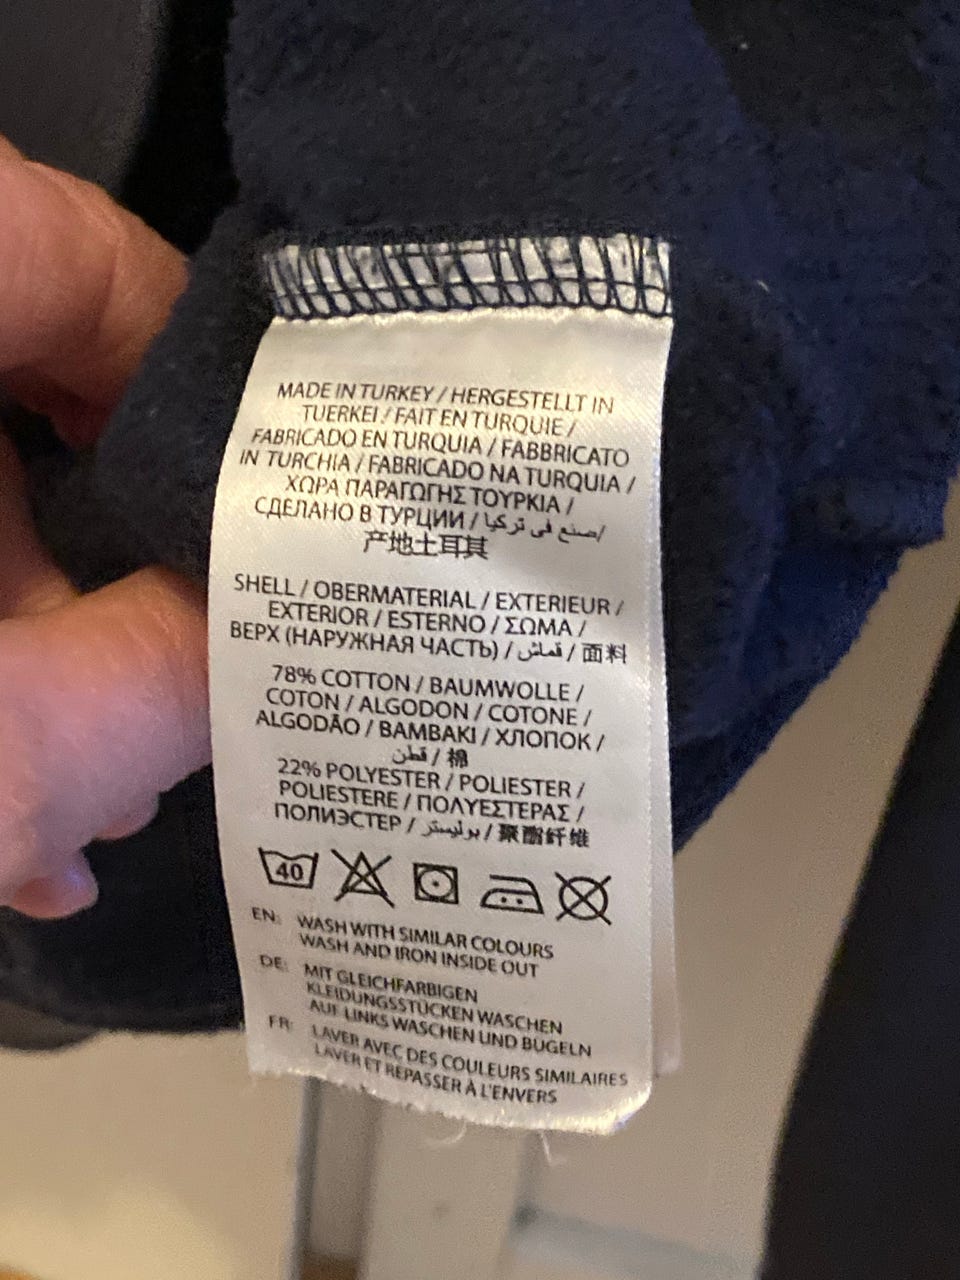 MADE IN TURKEY / HERGESTELLT IN
TUERKEI / FAIT EN TURQUIE /
FABRICADO EN TURQUIA / FABBRICATO
IN TURCHIA / FABRICADO NA TURQUIA /
ΧΩΡΑ ΠΑΡΑΓΩΓΗΣ ΤΟΥΡΚΙΑ /
СДЕЛАНО В ТУРЦИИ / صنع في تركيا/
产地土耳其
SHELL / OBERMATERIAL / EXTERIEUR /
EXTERIOR / ESTERNO / ΣΩΜΑ /
ВЕРХ (НАРУЖНАЯ ЧАСТЬ) / قماش / 面料
78% COTTON / BAUMWOLLE /
COTON / ALGODON / COTONE /
ALGODÃO / ΒΑΜΒΑΚΙ / ХЛОПОК /
قطن / 棉
22% POLYESTER / POLIESTER /
POLIESTERE / ΠΟΛΥΕΣΤΕΡΑΣ /
ПОЛИЭСТЕР / بوليستر / 聚酯纤维
40
EN: WASH WITH SIMILAR COLOURS
WASH AND IRON INSIDE OUT
DE: MIT GLEICHFARBIGEN
KLEIDUNGSSTÜCKEN WASCHEN
AUF LINKS WASCHEN UND BÜGELN
FR: LAVER AVEC DES COULEURS SIMILAIRES
LAVER ET REPASSER À L'ENVERS